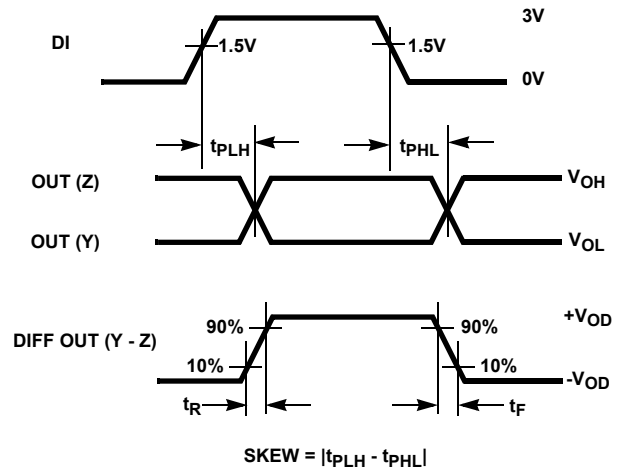 3V
DI
1.5V
1.5V
0V
tPLH
tPHL
OUT (Z)
VOH
OUT (Y)
VOL
+VOD
90%
90%
DIFF OUT (Y - Z)
10%
10%
-VOD
tR
tF
SKEW = |tPLH - tPHL|